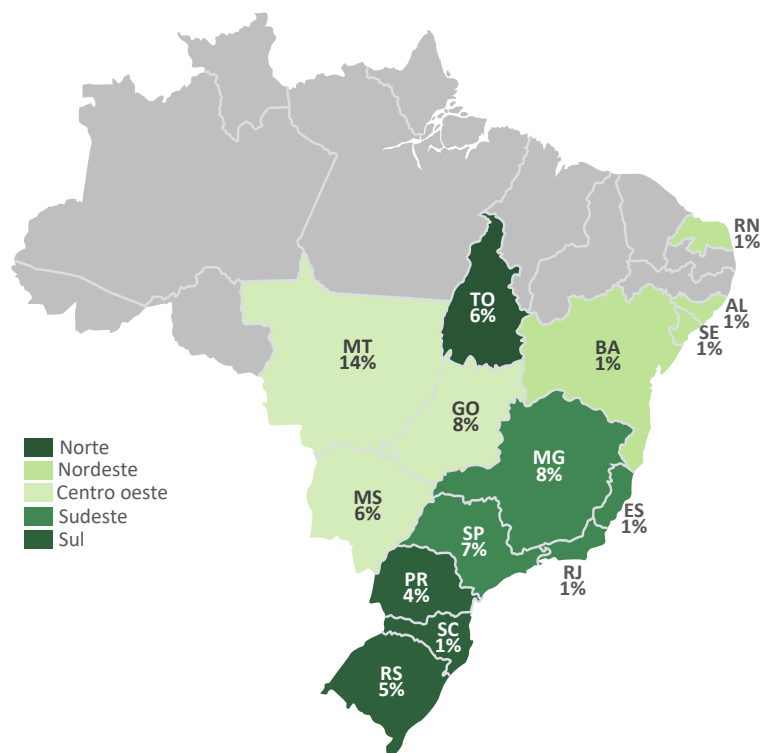 RN
1%
TO
6%
AL
1%
SE
1%
MT
14%
BA
1%
GO
8%
Norte
Nordeste
Centro oeste
Sudeste
Sul
MG
8%
MS
6%
ES
1%
SP
7%
RJ
1%
PR
4%
SC
1%
RS
5%